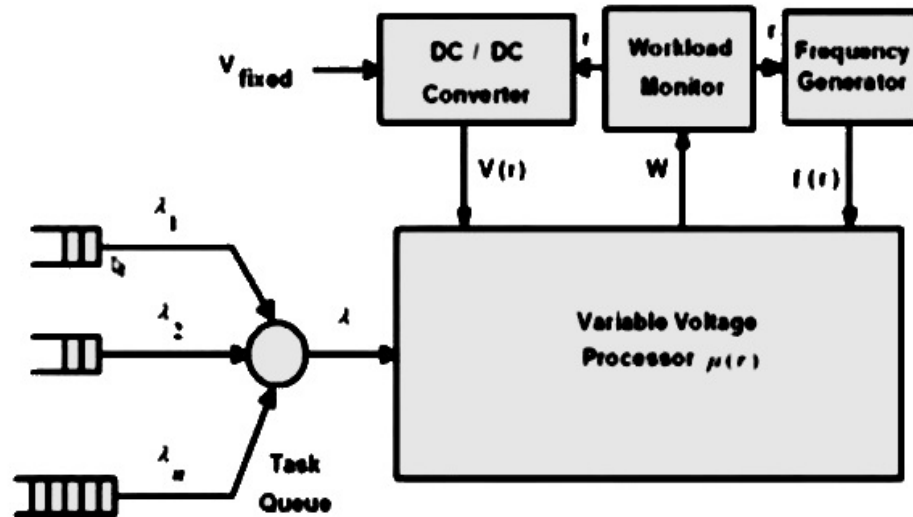 DC / DC
Converter
r
Workload
Monitor
r
Frequency
Generator
V fixed
V(r)
W
f(r)
λ 1
λ 2
λ
λ n
Variable Voltage
Processor μ(r)
Task
Queue